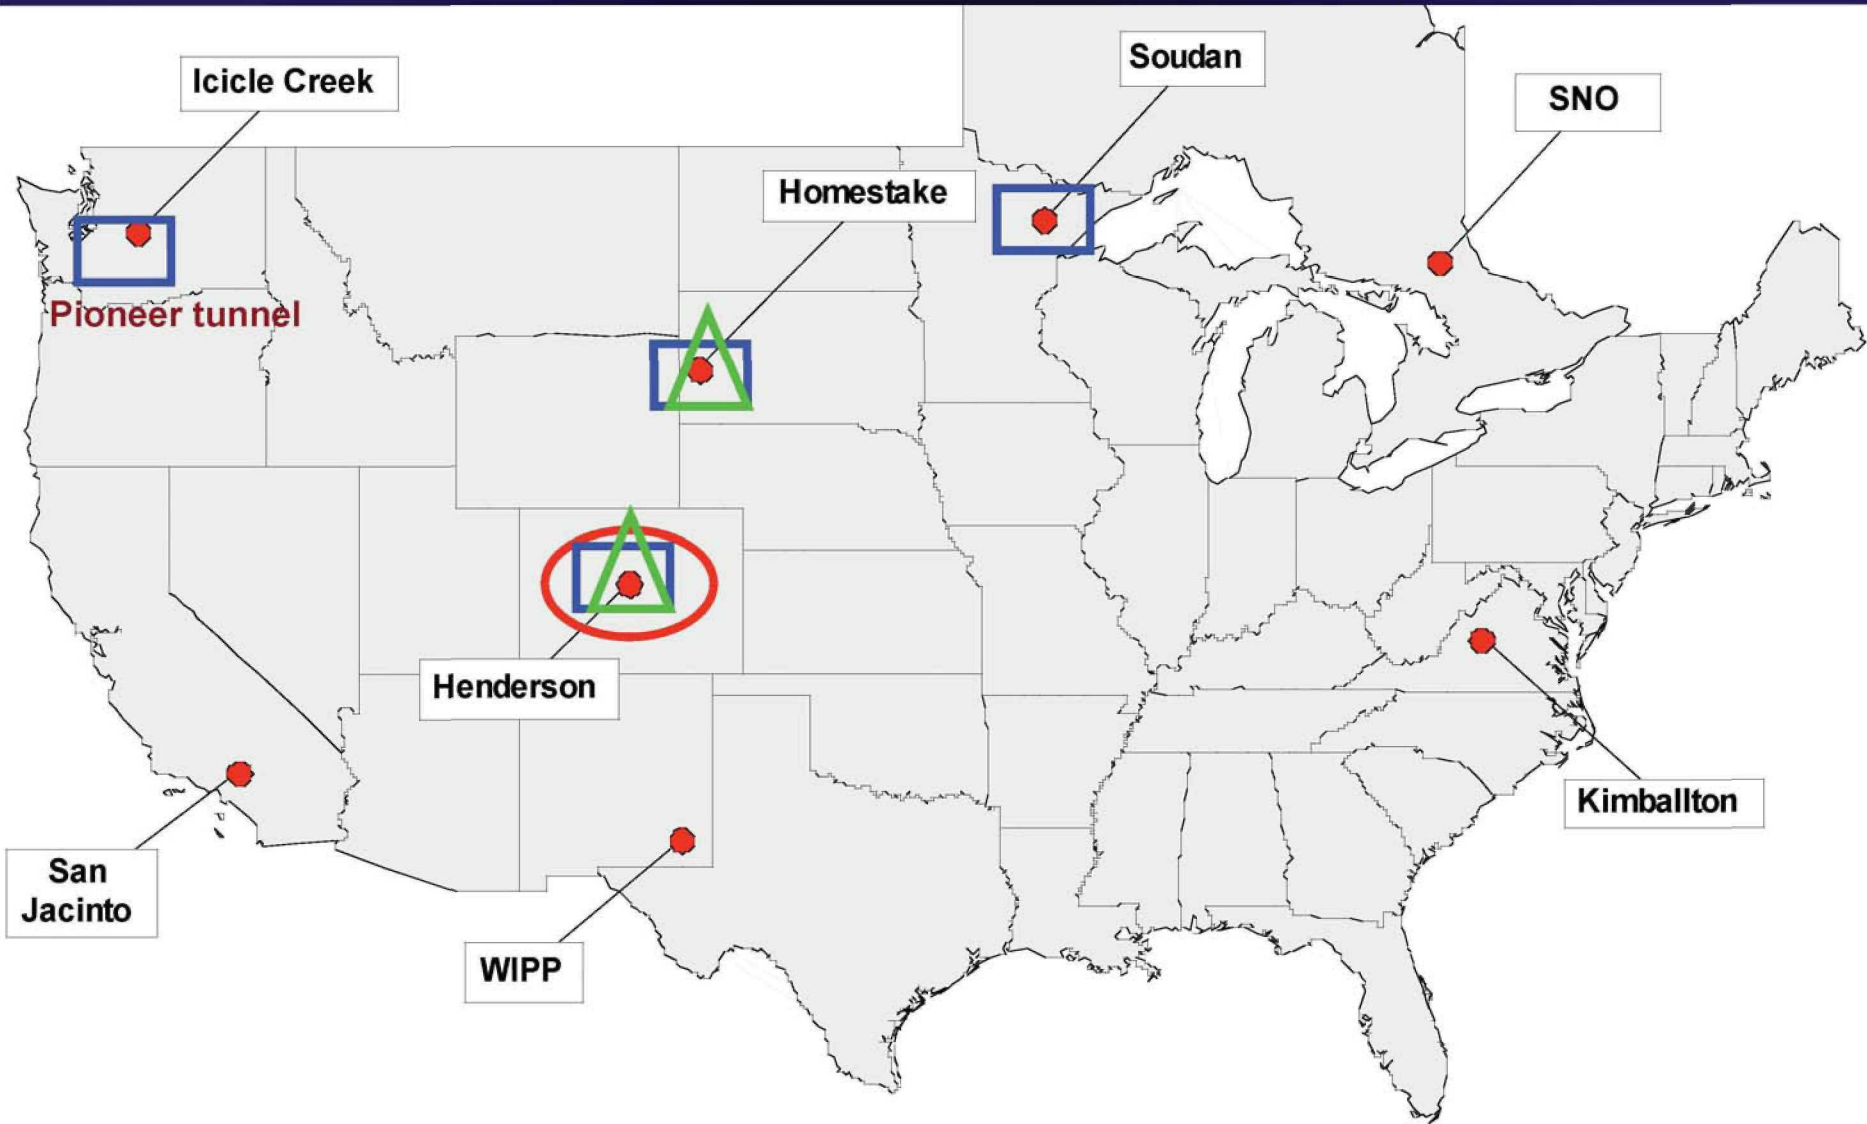 Soudan
Icicle Creek
SNO
Homestake
Pioneer tunnel
Henderson
Kimballton
San
Jacinto
WIPP